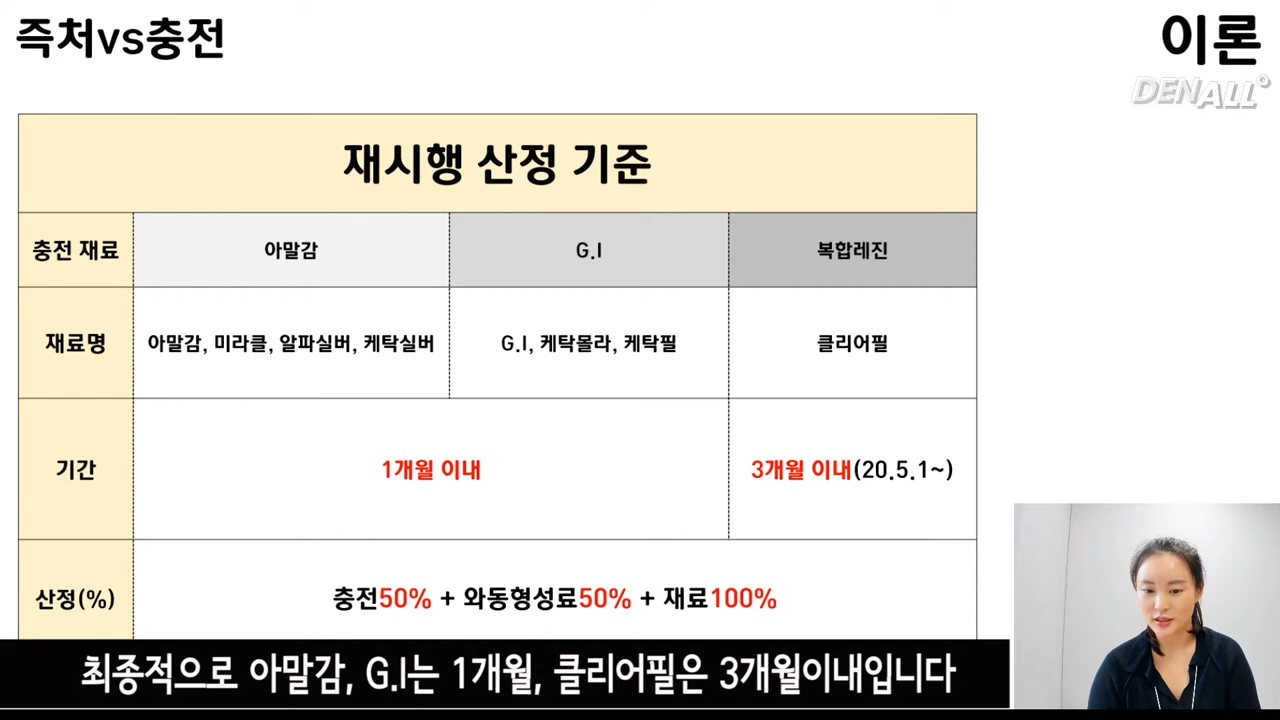 즉처vs충전
이론
DENALL
재시행 산정 기준
충전 재료
아말감
G.I
복합레진
재료명
아말감, 미라클, 알파실버, 케탁실버
G.I, 케탁몰라, 케탁필
클리어필
기간
1개월 이내
3개월 이내(20.5.1~)
산정(%)
충전50% + 와동형성료50% + 재료100%
최종적으로 아말감, G.I는 1개월, 클리어필은 3개월이내입니다